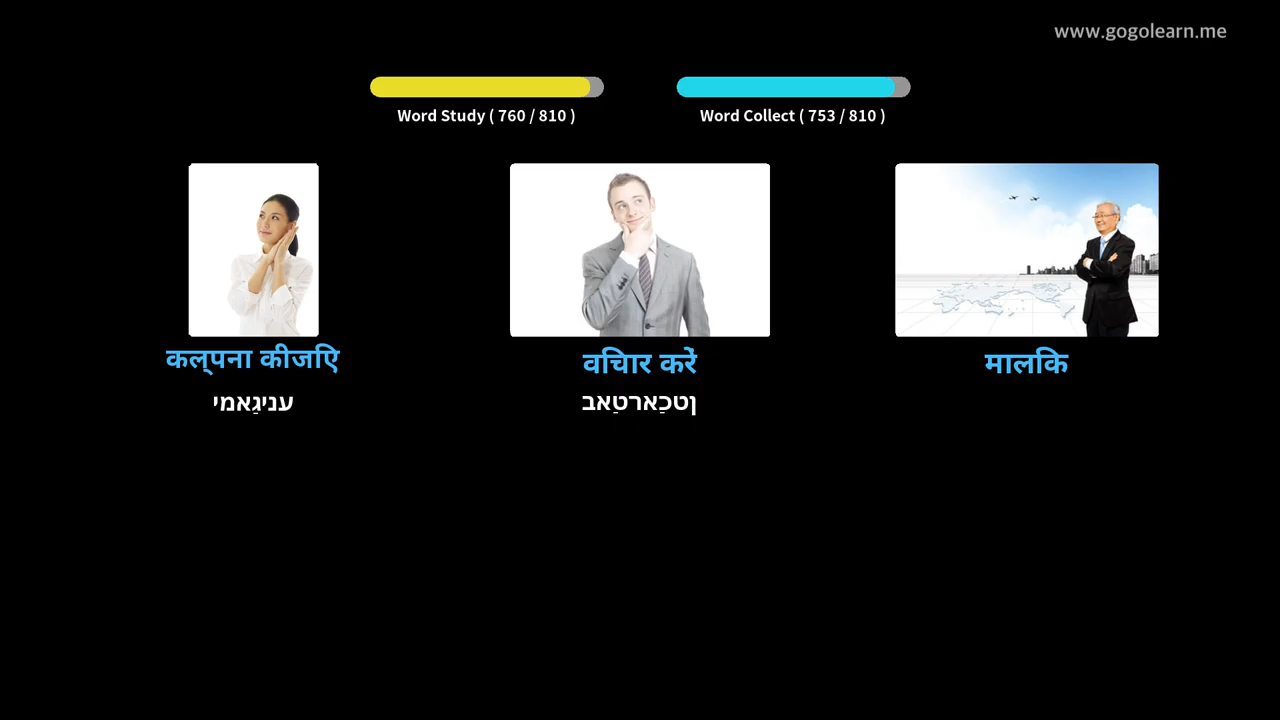 www.gogolearn.me
Word Study ( 760 / 810 )
Word Collect ( 753 / 810 )
कल्पना कीजएि
वचिार करें
मालकि
עניגַאמי
ןטכַארטַאב